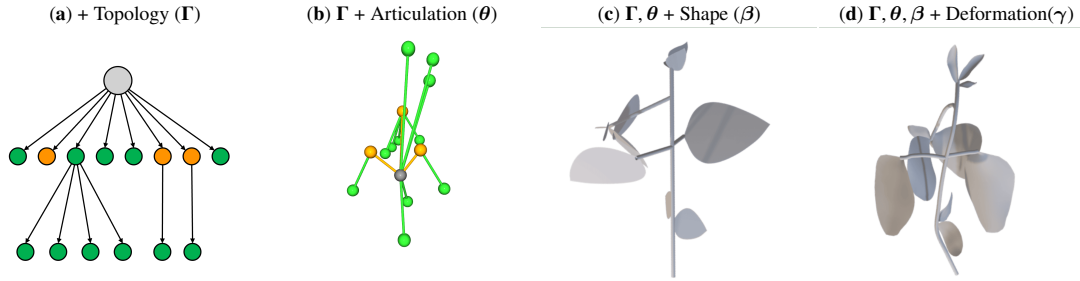 (a) + Topology (Γ)
(b) Γ + Articulation (θ)
(c) Γ, θ + Shape (β)
(d) Γ, θ, β + Deformation(γ)